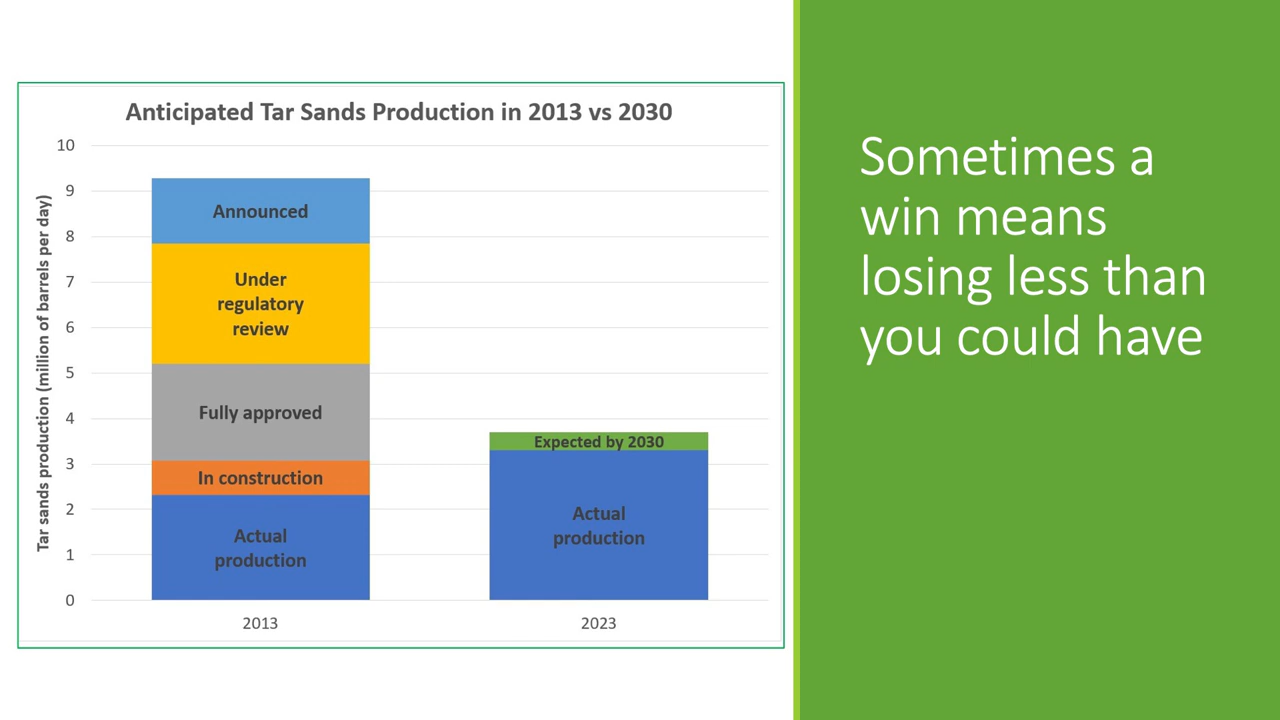 Anticipated Tar Sands Production in 2013 vs 2030
Tar sands production (million of barrels per day)
10
9
8
7
6
5
4
3
2
1
0
Announced
Under
regulatory
review
Fully approved
In construction
Actual
production
Expected by 2030
Actual
production
2013
2023
Sometimes a
win means
losing less than
you could have